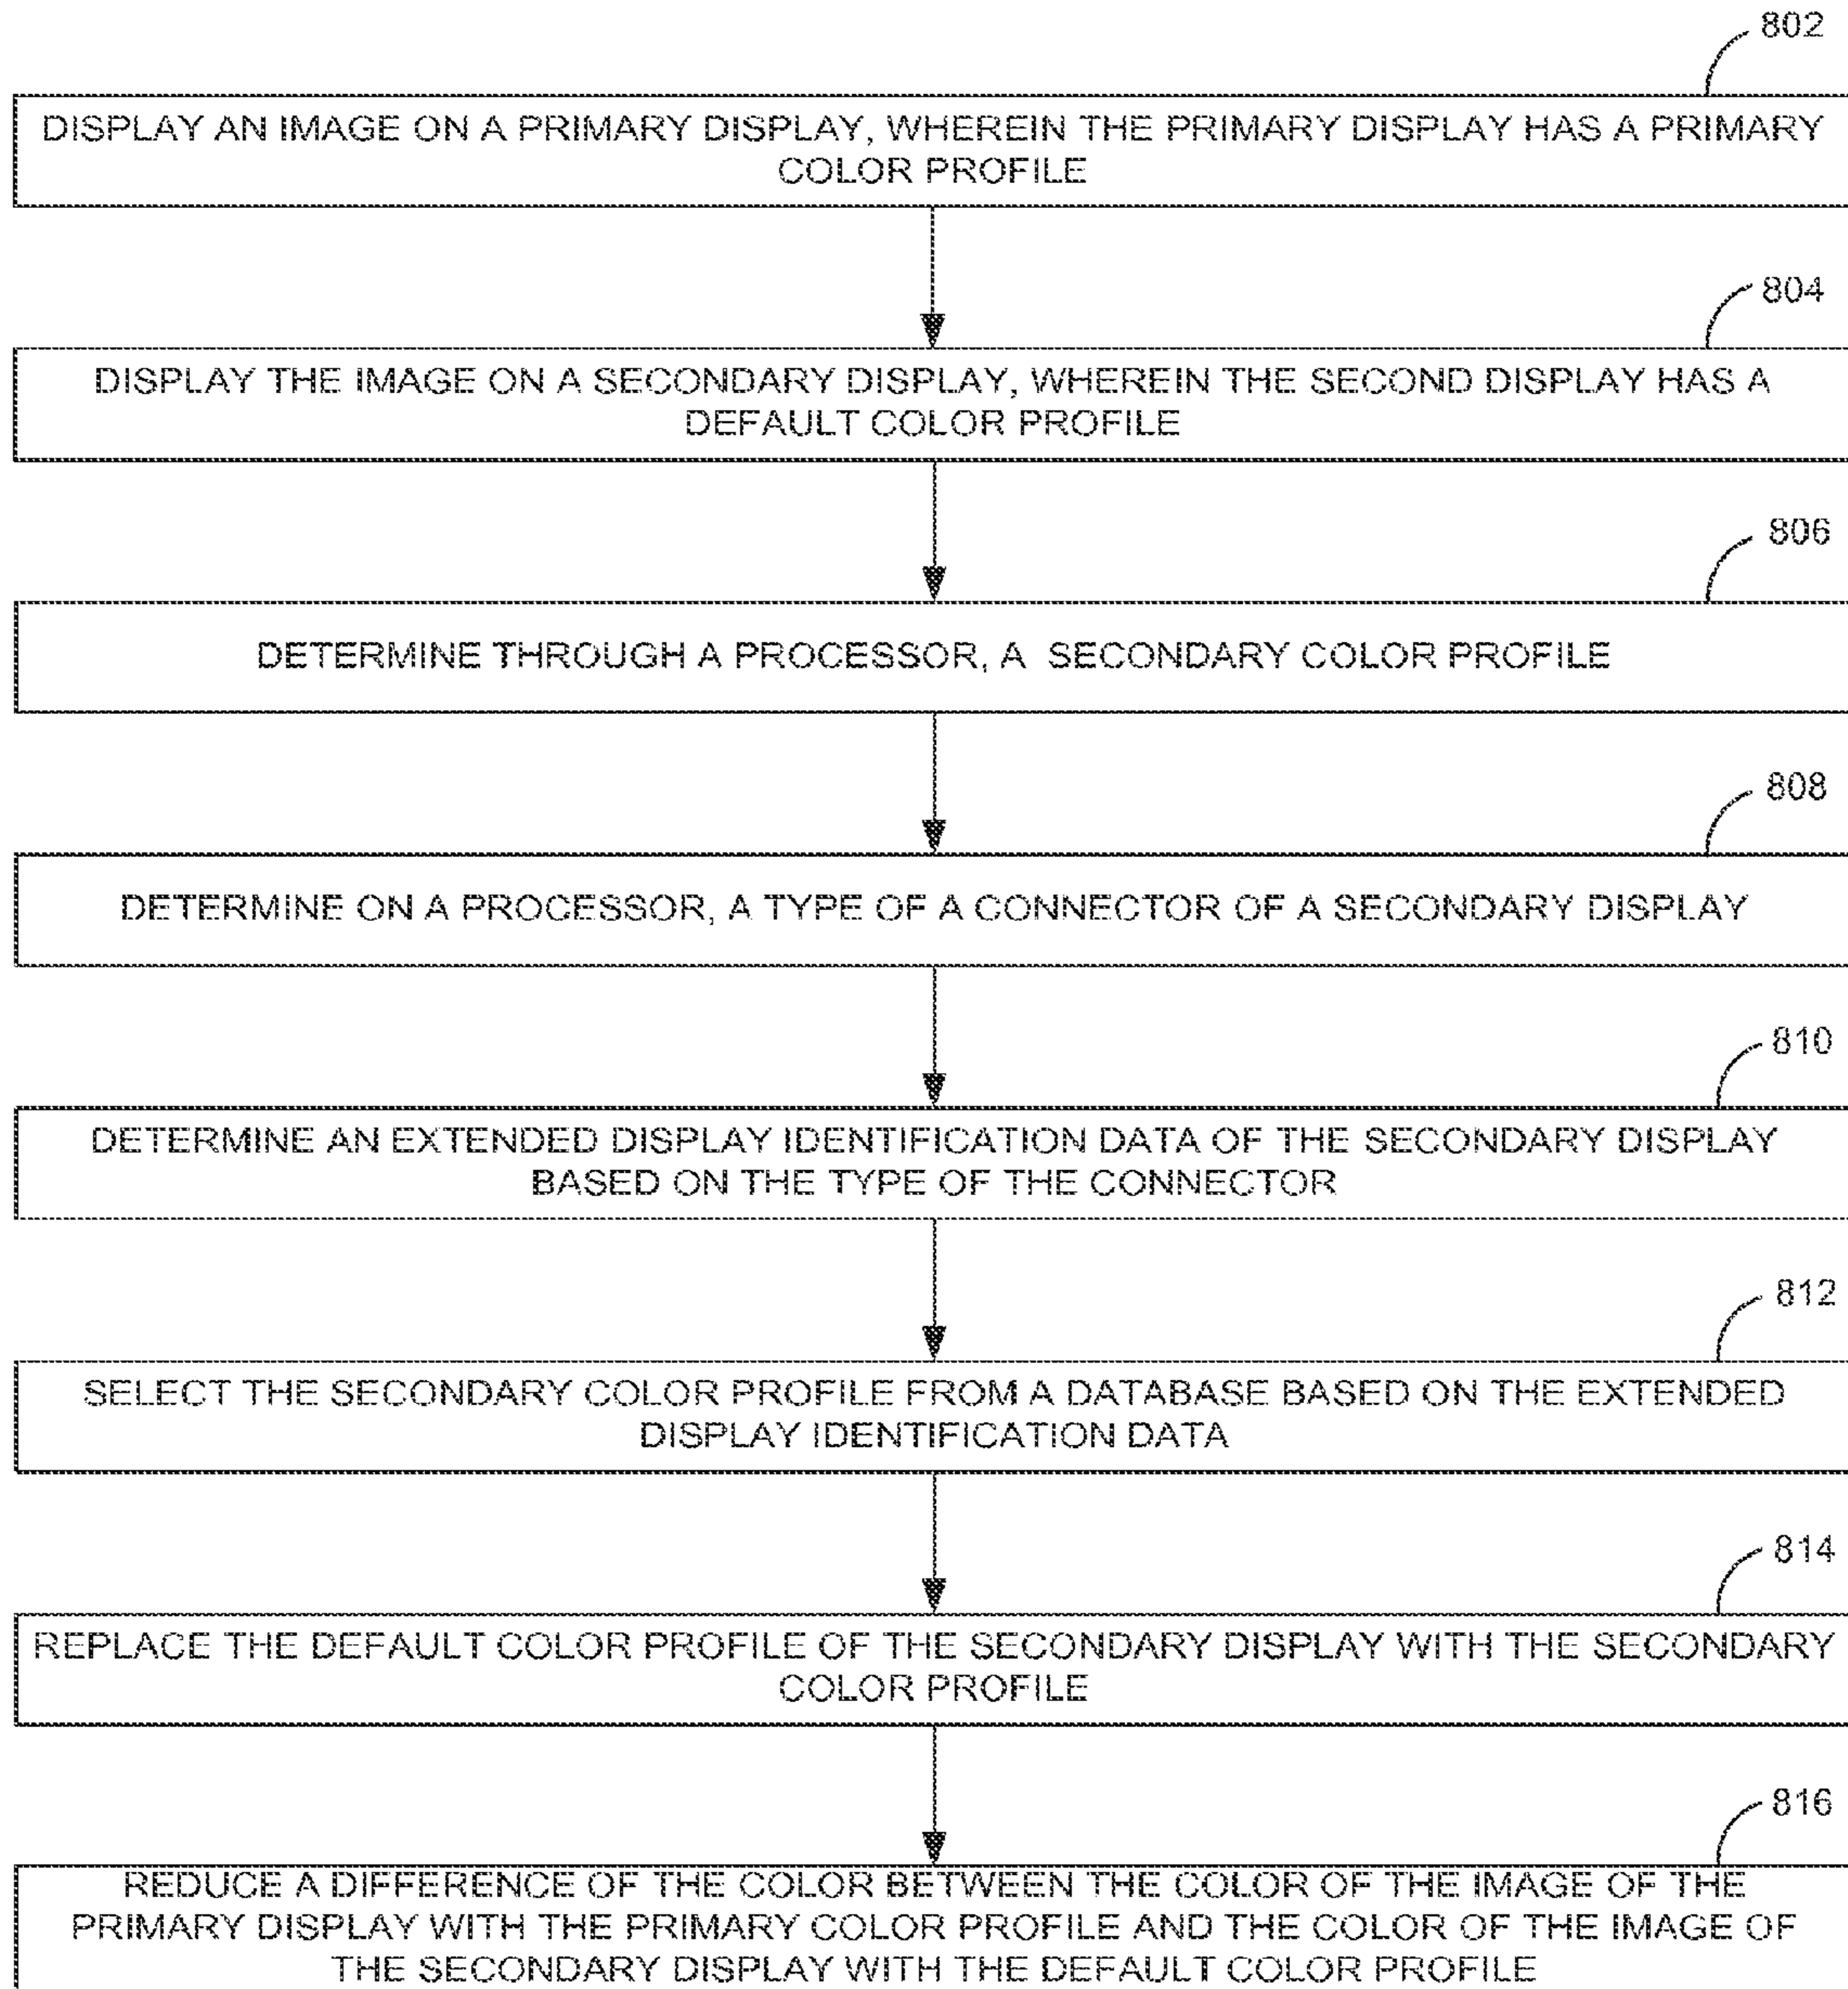 802
DISPLAY AN IMAGE ON A PRIMARY DISPLAY, WHEREIN THE PRIMARY DISPLAY HAS A PRIMARY
COLOR PROFILE
804
DISPLAY THE IMAGE ON A SECONDARY DISPLAY, WHEREIN THE SECOND DISPLAY HAS A
DEFAULT COLOR PROFILE
806
DETERMINE THROUGH A PROCESSOR, A SECONDARY COLOR PROFILE
808
DETERMINE ON A PROCESSOR, A TYPE OF A CONNECTOR OF A SECONDARY DISPLAY
810
DETERMINE AN EXTENDED DISPLAY IDENTIFICATION DATA OF THE SECONDARY DISPLAY
BASED ON THE TYPE OF THE CONNECTOR
812
SELECT THE SECONDARY COLOR PROFILE FROM A DATABASE BASED ON THE EXTENDED
DISPLAY IDENTIFICATION DATA
814
REPLACE THE DEFAULT COLOR PROFILE OF THE SECONDARY DISPLAY WITH THE SECONDARY
COLOR PROFILE
816
REDUCE A DIFFERENCE OF THE COLOR BETWEEN THE COLOR OF THE IMAGE OF THE
PRIMARY DISPLAY WITH THE PRIMARY COLOR PROFILE AND THE COLOR OF THE IMAGE OF
THE SECONDARY DISPLAY WITH THE DEFAULT COLOR PROFILE